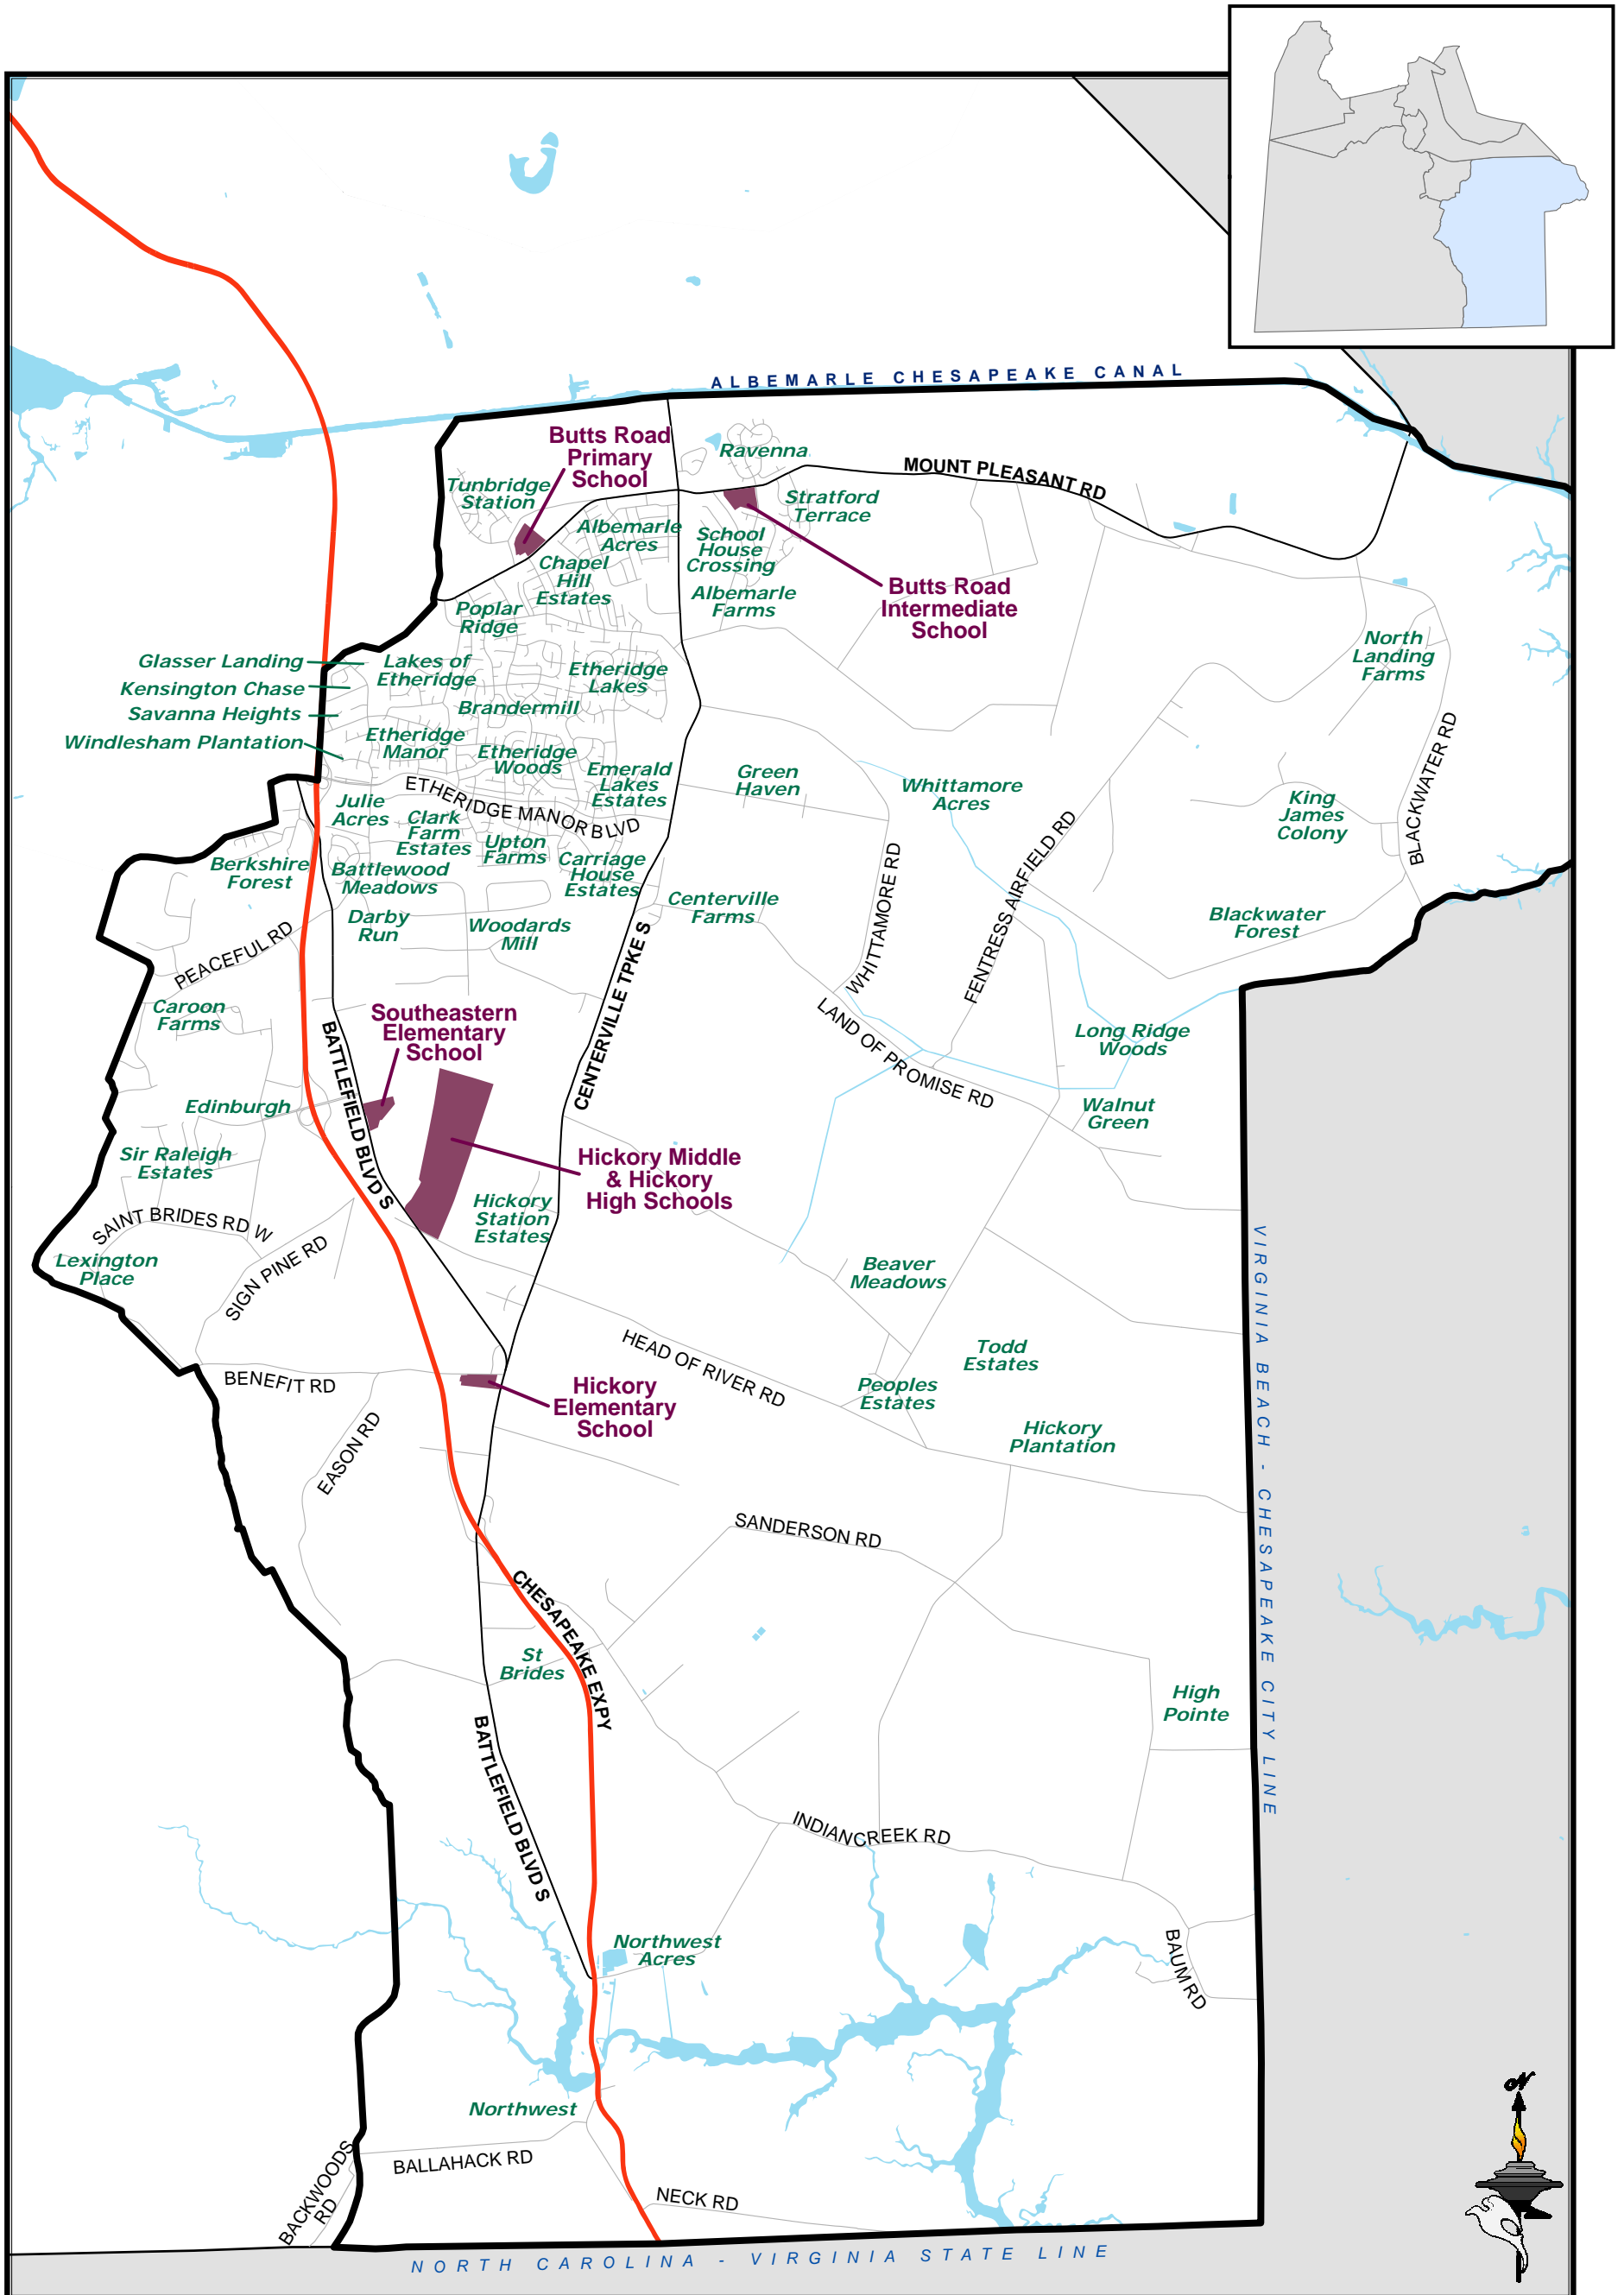 ALBEMARLE CHESAPEAKE CANAL
Butts Road
Primary
School
Ravenna
MOUNT PLEASANT RD
Tunbridge
Station
Stratford
Terrace
Albemarle
Acres
School
House
Crossing
Chapel
Hill
Estates
Butts Road
Intermediate
School
Albemarle
Farms
Poplar
Ridge
North
Landing
Farms
Glasser Landing
Lakes of
Etheridge
Etheridge
Lakes
Kensington Chase
Savanna Heights
Brandermill
Windlesham Plantation
Etheridge
Manor
Etheridge
Woods
Emerald
Lakes
Estates
Green
Haven
Whittamore
Acres
BLACKWATER RD
ETHERIDGE MANOR BLVD
Julie
Acres
King
James
Colony
Clark
Farm
Estates
Upton
Farms
Carriage
House
Estates
FENTRESS AIRFIELD RD
Berkshire
Forest
Battlewood
Meadows
WHITTAMORE RD
Darby
Run
Woodards
Mill
Centerville
Farms
Blackwater
Forest
PEACEFUL RD
CENTERVILLE TPKE S
Caroon
Farms
Southeastern
Elementary
School
BATTLEFIELD BLVD S
LAND OF PROMISE RD
Long Ridge
Woods
Edinburgh
Walnut
Green
Sir Raleigh
Estates
Hickory Middle
& Hickory
High Schools
Hickory
Station
Estates
SAINT BRIDES RD W
SIGN PINE RD
Lexington
Place
Beaver
Meadows
VIRGINIA BEACH - CHESAPEAKE CITY LINE
HEAD OF RIVER RD
Todd
Estates
BENEFIT RD
Hickory
Elementary
School
Peoples
Estates
EASON RD
Hickory
Plantation
SANDERSON RD
CHESAPEAKE EXPY
St
Brides
High
Pointe
BATTLEFIELD BLVD S
INDIANCREEK RD
Northwest
Acres
BAUM RD
N
Northwest
BALLAHACK RD
BACKWOODS
RD
NECK RD
NORTH CAROLINA - VIRGINIA STATE LINE